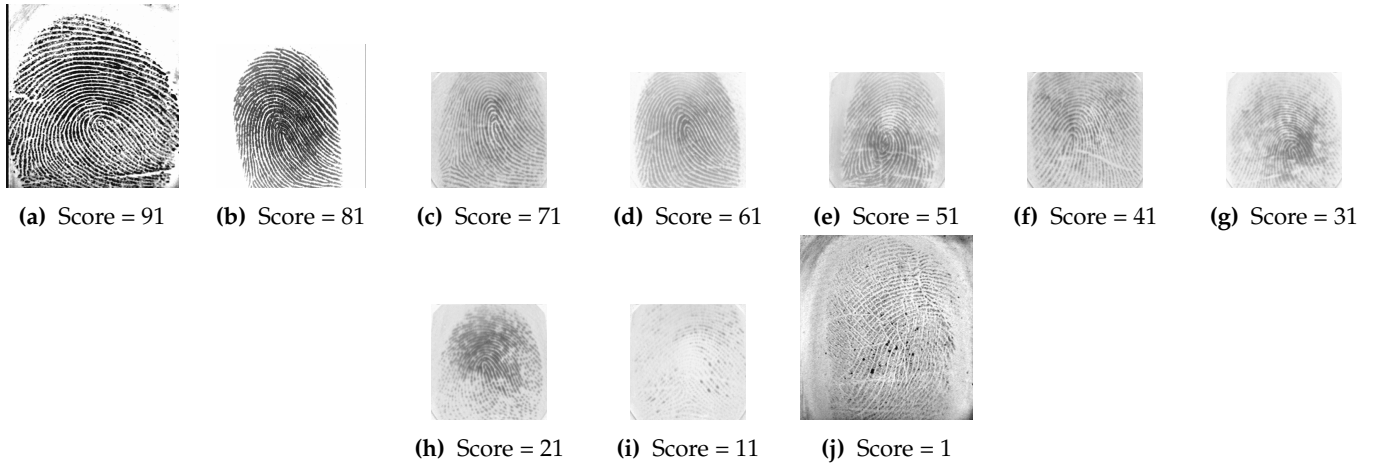 (a) Score = 91
(b) Score = 81
(c) Score = 71
(d) Score = 61
(e) Score = 51
(f) Score = 41
(g) Score = 31
(h) Score = 21
(i) Score = 11
(j) Score = 1